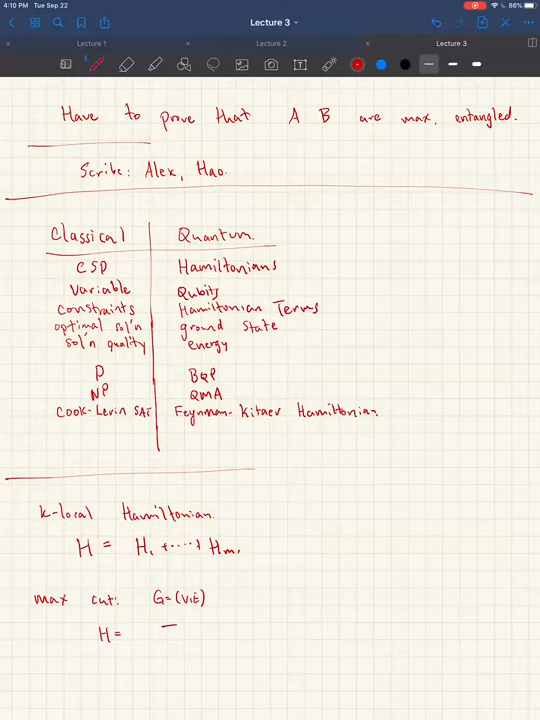 4:10 PM Tue Sep 22
86%
Lecture 3
Lecture 1
Lecture 2
Lecture 3
Have to prove that A B are max. entangled.
Scribe: Alex, Hao.
Classical Quantum.
CSP Hamiltonians
Variable Qubits
Constraints Hamiltonian Terms
optimal sol'n ground state
sol'n quality energy
P BQP
NP QMA
Cook-Levin SAT Feynman-Kitaev Hamiltonian
k-local Hamiltonian.
H = H₁ +·····+ Hₘ.
max cut: G=(V,E)
H=